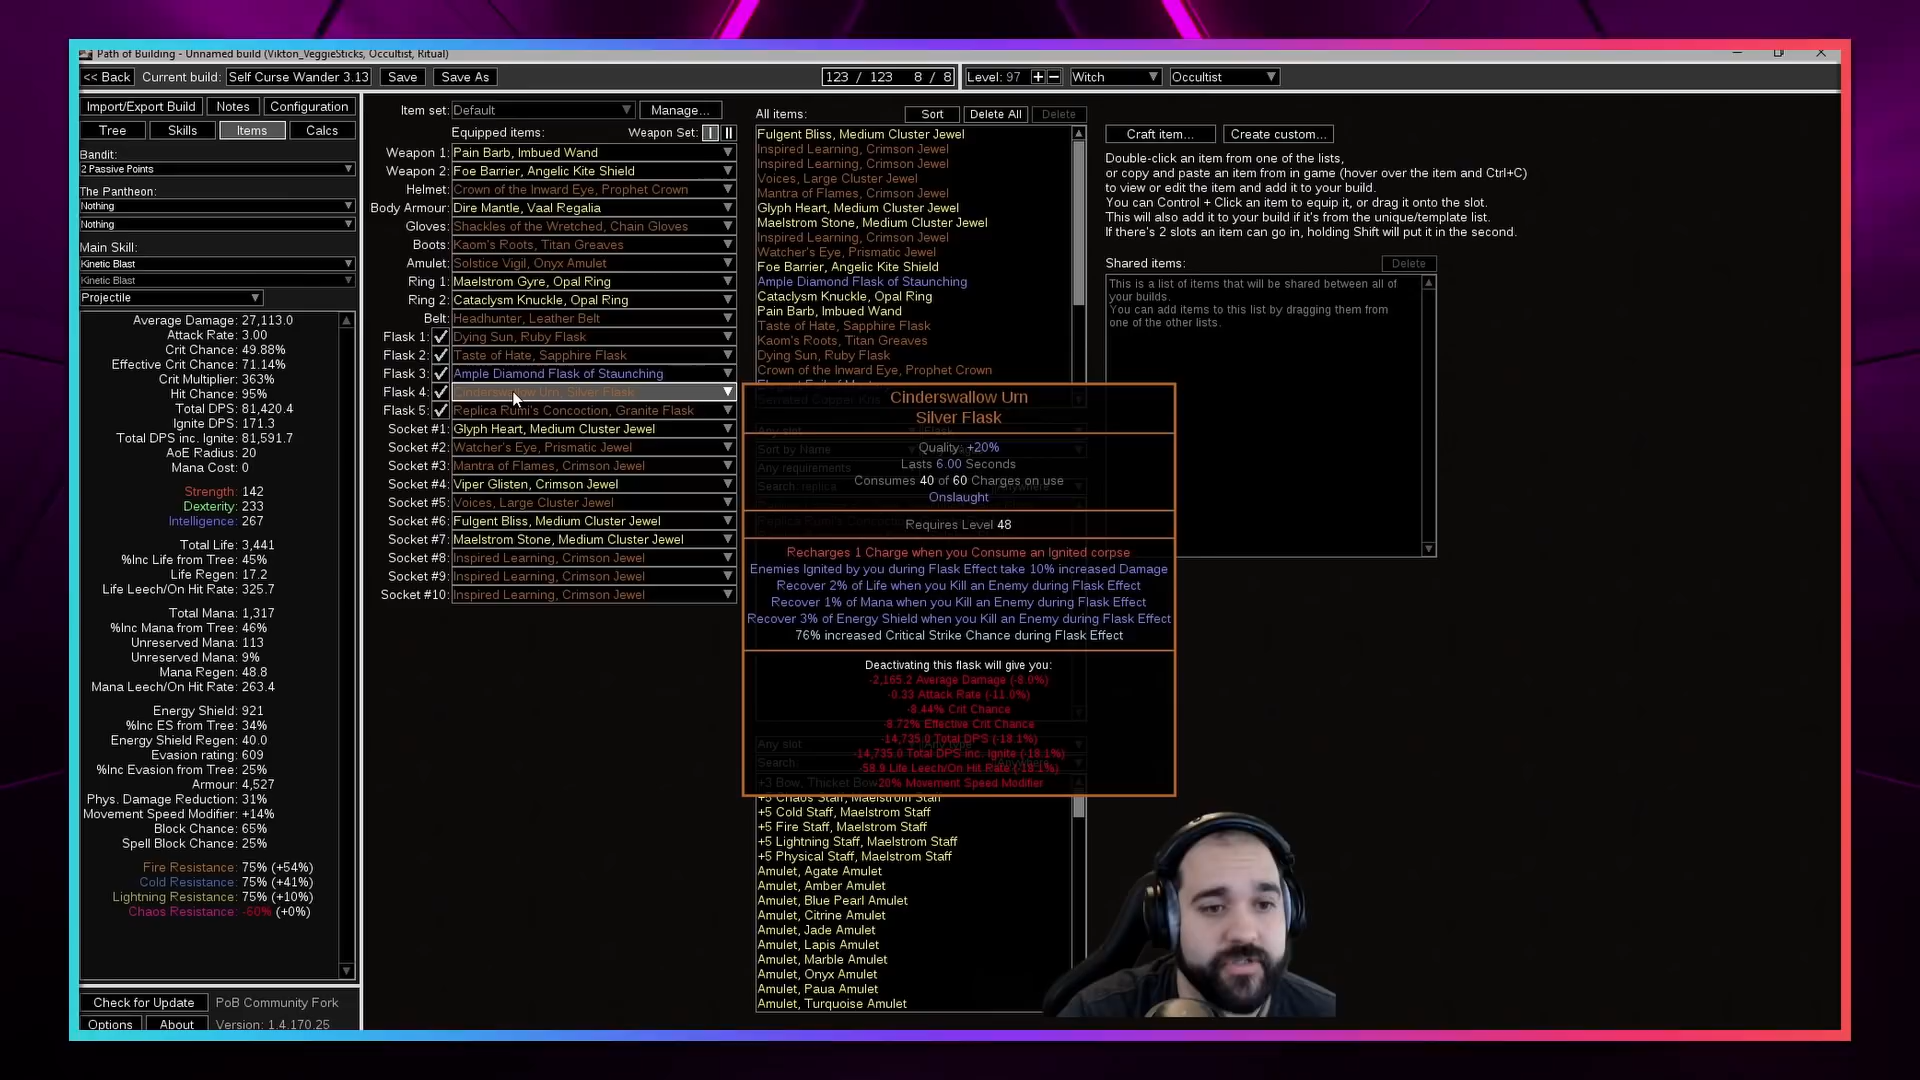 Path of Building - Unnamed build (Vikton_VeggieSticks, Occultist, Ritual)
<< Back
Current build:
Self Curse Wander 3.13
Save
Save As
123 / 123 8 / 8
Level: 97
+
−
Witch
Occultist
Import/Export Build
Notes
Configuration
Tree
Skills
Items
Calcs
Bandit:
2 Passive Points
The Pantheon:
Nothing
Nothing
Main Skill:
Kinetic Blast
Kinetic Blast
Projectile
Average Damage: 27,113.0
Attack Rate: 3.00
Crit Chance: 49.88%
Effective Crit Chance: 71.14%
Crit Multiplier: 363%
Hit Chance: 95%
Total DPS: 81,420.4
Ignite DPS: 171.3
Total DPS inc. Ignite: 81,591.7
AoE Radius: 20
Mana Cost: 0
Strength: 142
Dexterity: 233
Intelligence: 267
Total Life: 3,441
%Inc Life from Tree: 45%
Life Regen: 17.2
Life Leech/On Hit Rate: 325.7
Total Mana: 1,317
%Inc Mana from Tree: 46%
Unreserved Mana: 113
Unreserved Mana: 9%
Mana Regen: 48.8
Mana Leech/On Hit Rate: 263.4
Energy Shield: 921
%Inc ES from Tree: 34%
Energy Shield Regen: 40.0
Evasion rating: 609
%Inc Evasion from Tree: 25%
Armour: 4,527
Phys. Damage Reduction: 31%
Movement Speed Modifier: +14%
Block Chance: 65%
Spell Block Chance: 25%
Fire Resistance: 75% (+54%)
Cold Resistance: 75% (+41%)
Lightning Resistance: 75% (+10%)
Chaos Resistance: -60% (+0%)
Check for Update
PoB Community Fork
Options
About
Version: 1.4.170.25
Item set:
Default
Manage...
Equipped items:
Weapon Set:
I
II
Weapon 1: Pain Barb, Imbued Wand
Weapon 2: Foe Barrier, Angelic Kite Shield
Helmet: Crown of the Inward Eye, Prophet Crown
Body Armour: Dire Mantle, Vaal Regalia
Gloves: Shackles of the Wretched, Chain Gloves
Boots: Kaom's Roots, Titan Greaves
Amulet: Solstice Vigil, Onyx Amulet
Ring 1: Maelstrom Gyre, Opal Ring
Ring 2: Cataclysm Knuckle, Opal Ring
Belt: Headhunter, Leather Belt
Flask 1: Dying Sun, Ruby Flask
Flask 2: Taste of Hate, Sapphire Flask
Flask 3: Ample Diamond Flask of Staunching
Flask 4: Cinderswallow Urn, Silver Flask
Flask 5: Replica Rumi's Concoction, Granite Flask
Socket #1: Glyph Heart, Medium Cluster Jewel
Socket #2: Watcher's Eye, Prismatic Jewel
Socket #3: Mantra of Flames, Crimson Jewel
Socket #4: Viper Glisten, Crimson Jewel
Socket #5: Voices, Large Cluster Jewel
Socket #6: Fulgent Bliss, Medium Cluster Jewel
Socket #7: Maelstrom Stone, Medium Cluster Jewel
Socket #8: Inspired Learning, Crimson Jewel
Socket #9: Inspired Learning, Crimson Jewel
Socket #10: Inspired Learning, Crimson Jewel
All items:
Sort
Delete All
Delete
Fulgent Bliss, Medium Cluster Jewel
Inspired Learning, Crimson Jewel
Inspired Learning, Crimson Jewel
Voices, Large Cluster Jewel
Mantra of Flames, Crimson Jewel
Glyph Heart, Medium Cluster Jewel
Maelstrom Stone, Medium Cluster Jewel
Inspired Learning, Crimson Jewel
Watcher's Eye, Prismatic Jewel
Foe Barrier, Angelic Kite Shield
Ample Diamond Flask of Staunching
Cataclysm Knuckle, Opal Ring
Pain Barb, Imbued Wand
Taste of Hate, Sapphire Flask
Kaom's Roots, Titan Greaves
Dying Sun, Ruby Flask
Crown of the Inward Eye, Prophet Crown
Cinderswallow Urn
Silver Flask
Quality: +20%
Lasts 6.00 Seconds
Consumes 40 of 60 Charges on use
Onslaught
Requires Level 48
Recharges 1 Charge when you Consume an Ignited corpse
Enemies Ignited by you during Flask Effect take 10% increased Damage
Recover 2% of Life when you Kill an Enemy during Flask Effect
Recover 1% of Mana when you Kill an Enemy during Flask Effect
Recover 3% of Energy Shield when you Kill an Enemy during Flask Effect
76% increased Critical Strike Chance during Flask Effect
Deactivating this flask will give you:
-2,165.2 Average Damage (-8.0%)
-0.33 Attack Rate (-11.0%)
-8.44% Crit Chance
-8.72% Effective Crit Chance
-14,735.0 Total DPS (-18.1%)
-14,735.0 Total DPS inc. Ignite (-18.1%)
-58.9 Life Leech/On Hit Rate (-18.1%)
-20% Movement Speed Modifier
Any slot
Sort by Name
Any requirements
Search: replica
Any slot
Search:
+3 Bow, Thicket Bow
+5 Chaos Staff, Maelstrom Staff
+5 Cold Staff, Maelstrom Staff
+5 Fire Staff, Maelstrom Staff
+5 Lightning Staff, Maelstrom Staff
+5 Physical Staff, Maelstrom Staff
Amulet, Agate Amulet
Amulet, Amber Amulet
Amulet, Blue Pearl Amulet
Amulet, Citrine Amulet
Amulet, Jade Amulet
Amulet, Lapis Amulet
Amulet, Marble Amulet
Amulet, Onyx Amulet
Amulet, Paua Amulet
Amulet, Turquoise Amulet
Craft item...
Create custom...
Double-click an item from one of the lists,
or copy and paste an item from in game (hover over the item and Ctrl+C)
to view or edit the item and add it to your build.
You can Control + Click an item to equip it, or drag it onto the slot.
This will also add it to your build if it's from the unique/template list.
If there's 2 slots an item can go in, holding Shift will put it in the second.
Shared items:
Delete
This is a list of items that will be shared between all of
your builds.
You can add items to this list by dragging them from
one of the other lists.